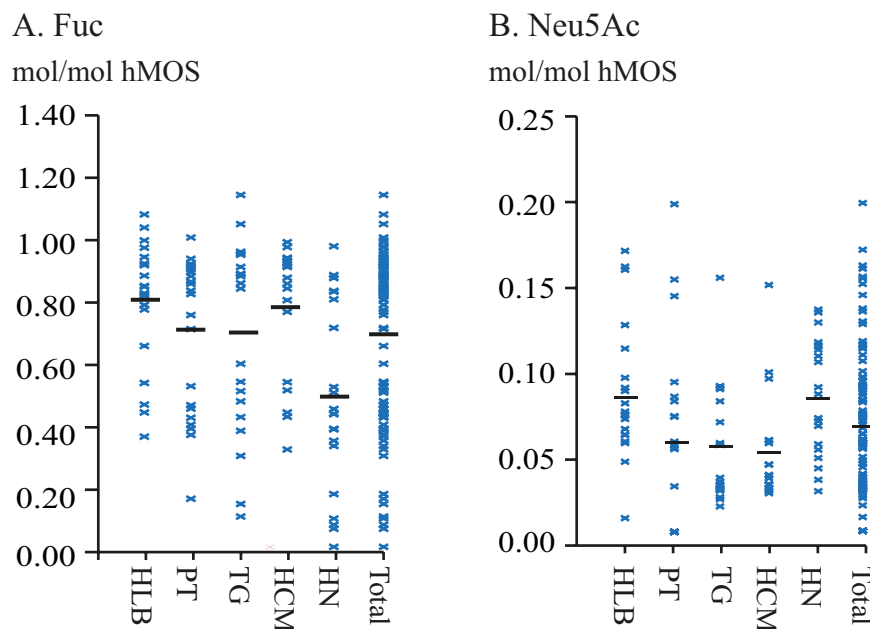 A. Fuc
mol/mol hMOS
1.40
1.20
1.00
0.80
0.60
0.40
0.20
0.00
HLB
PT
TG
HCM
HN
Total
B. Neu5Ac
mol/mol hMOS
0.25
0.20
0.15
0.10
0.05
0.00
HLB
PT
TG
HCM
HN
Total